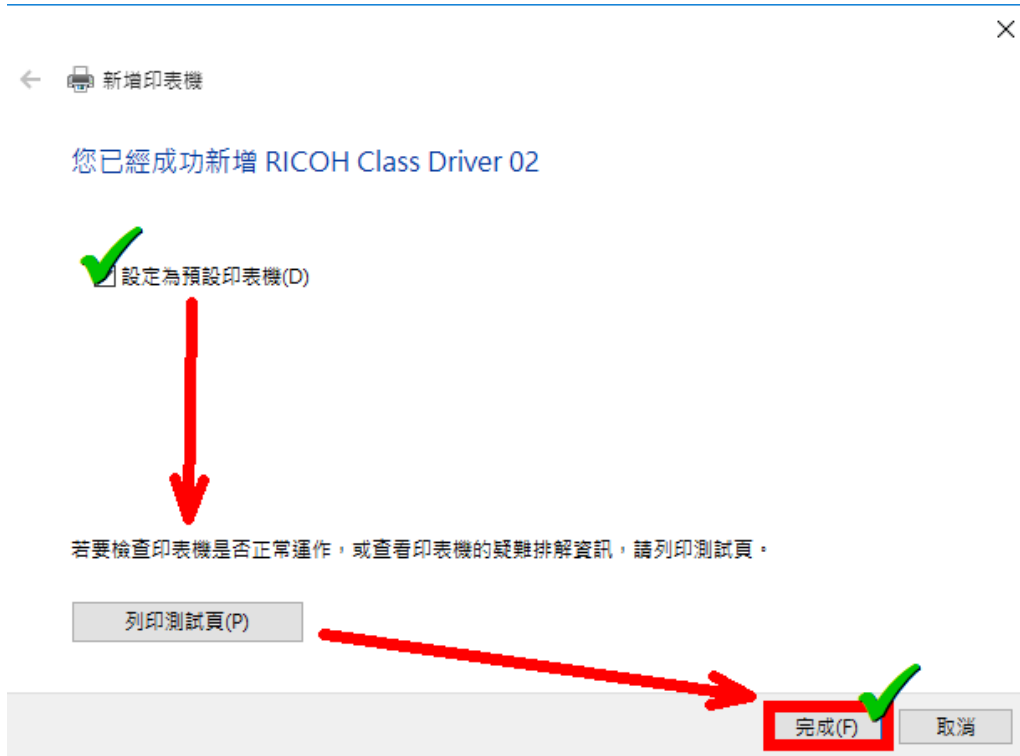 新增印表機
您已經成功新增 RICOH Class Driver 02
設定為預設印表機(D)
若要檢查印表機是否正常運作，或查看印表機的疑難排解資訊，請列印測試頁。
列印測試頁(P)
完成(F)
取消